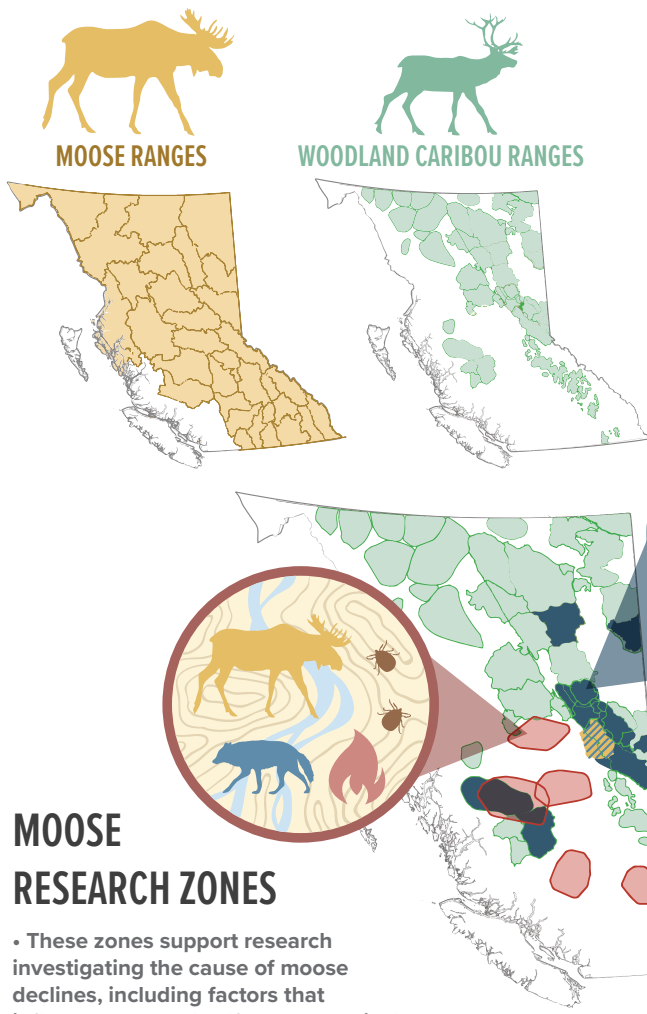 MOOSE RANGES
WOODLAND CARIBOU RANGES
MOOSE
RESEARCH ZONES
• These zones support research
investigating the cause of moose
declines, including factors that